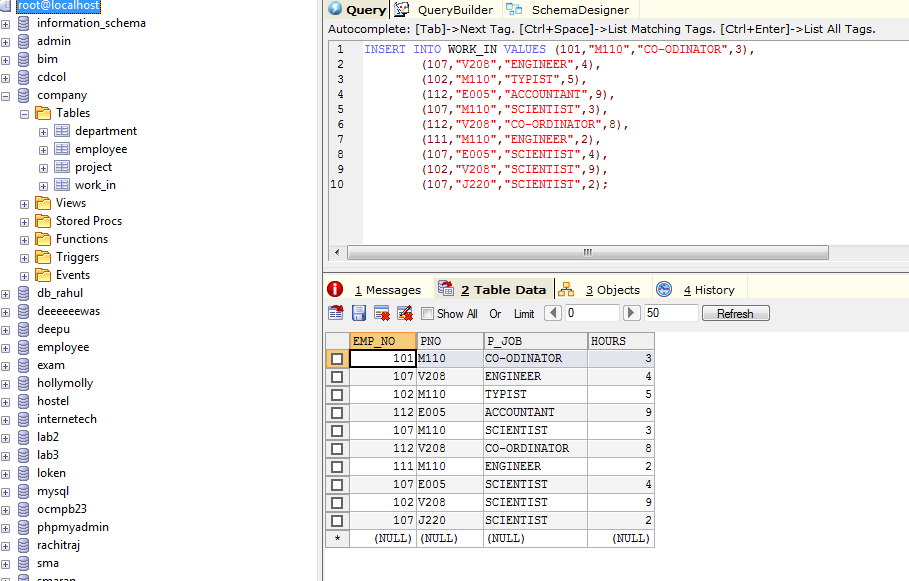 root@localhost
information_schema
admin
bim
cdcol
company
Tables
department
employee
project
work_in
Views
Stored Procs
Functions
Triggers
Events
db_rahul
deeeeeewas
deepu
employee
exam
hollymolly
hostel
internetech
lab2
lab3
loken
mysql
ocmpb23
phpmyadmin
rachitraj
sma
smaran
Query QueryBuilder SchemaDesigner
Autocomplete: [Tab]->Next Tag. [Ctrl+Space]->List Matching Tags. [Ctrl+Enter]->List All Tags.
1 INSERT INTO WORK_IN VALUES (101,"M110","CO-ODINATOR",3),
2 (107,"V208","ENGINEER",4),
3 (102,"M110","TYPIST",5),
4 (112,"E005","ACCOUNTANT",9),
5 (107,"M110","SCIENTIST",3),
6 (112,"V208","CO-ORDINATOR",8),
7 (111,"M110","ENGINEER",2),
8 (107,"E005","SCIENTIST",4),
9 (102,"V208","SCIENTIST",9),
10 (107,"J220","SCIENTIST",2);
1 Messages 2 Table Data 3 Objects 4 History
Show All Or Limit 0 50 Refresh
EMP_NO PNO P_JOB HOURS
101 M110 CO-ODINATOR 3
107 V208 ENGINEER 4
102 M110 TYPIST 5
112 E005 ACCOUNTANT 9
107 M110 SCIENTIST 3
112 V208 CO-ORDINATOR 8
111 M110 ENGINEER 2
107 E005 SCIENTIST 4
102 V208 SCIENTIST 9
107 J220 SCIENTIST 2
* (NULL) (NULL) (NULL) (NULL)